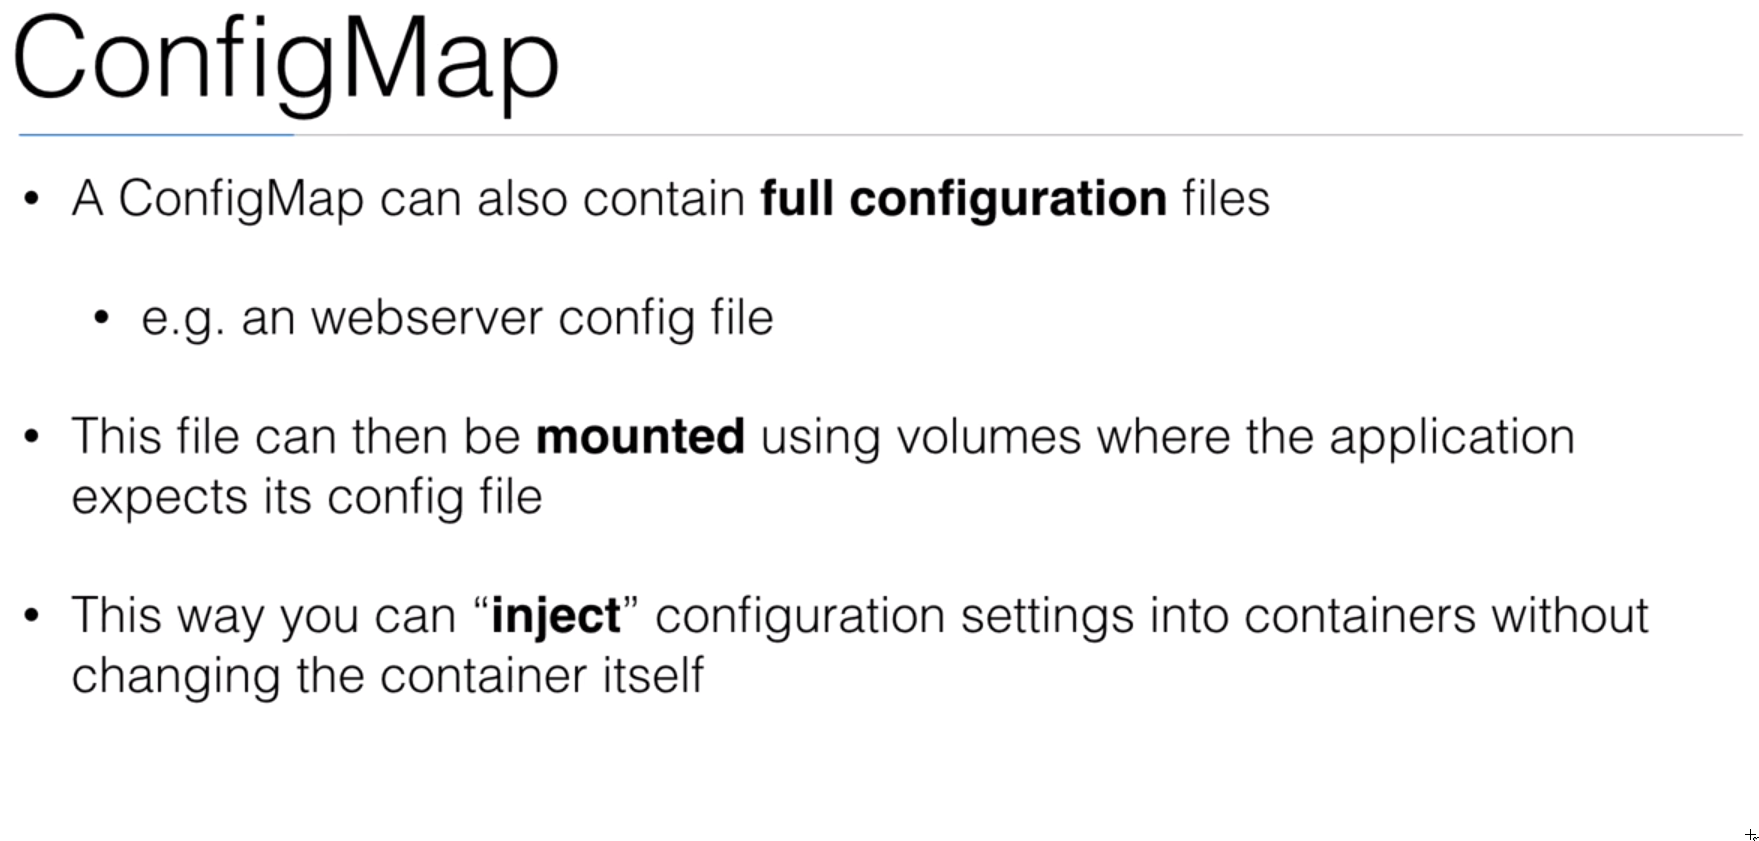 ConfigMap
• A ConfigMap can also contain full configuration files
• e.g. an webserver config file
• This file can then be mounted using volumes where the application
expects its config file
• This way you can “inject” configuration settings into containers without
changing the container itself